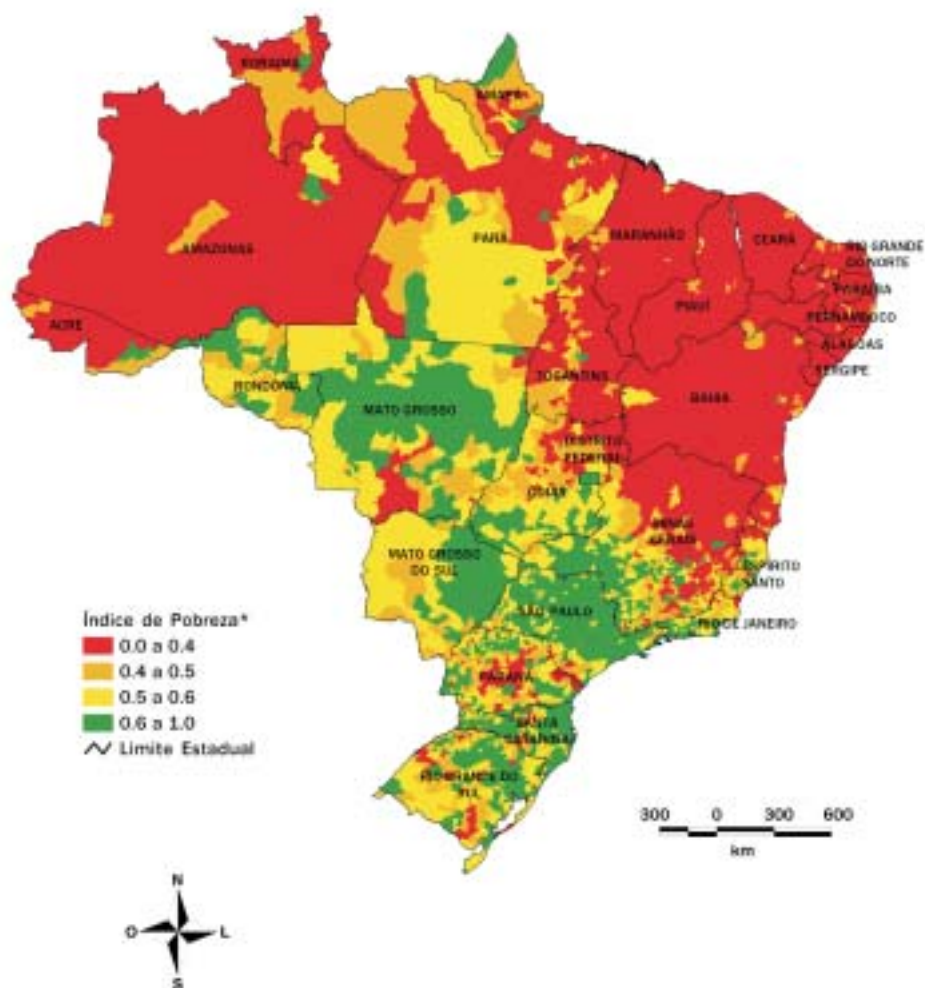 RORAIMA
AMAPÁ
AMAZONAS
PARÁ
MARANHÃO
CEARÁ
RIO GRANDE
DO NORTE
PARAÍBA
PIAUÍ
PERNAMBUCO
ACRE
ALAGOAS
SERGIPE
TOCANTINS
RONDÔNIA
BAHIA
MATO GROSSO
DISTRITO
FEDERAL
GOIÁS
MINAS
GERAIS
MATO GROSSO
DO SUL
ESPÍRITO
SANTO
SÃO PAULO
RIO DE JANEIRO
PARANÁ
SANTA
CATARINA
RIO GRANDE DO
SUL
Índice de Pobreza*
0.0 a 0.4
0.4 a 0.5
0.5 a 0.6
0.6 a 1.0
Limite Estadual
300 0 300 600
km
N
O L
S